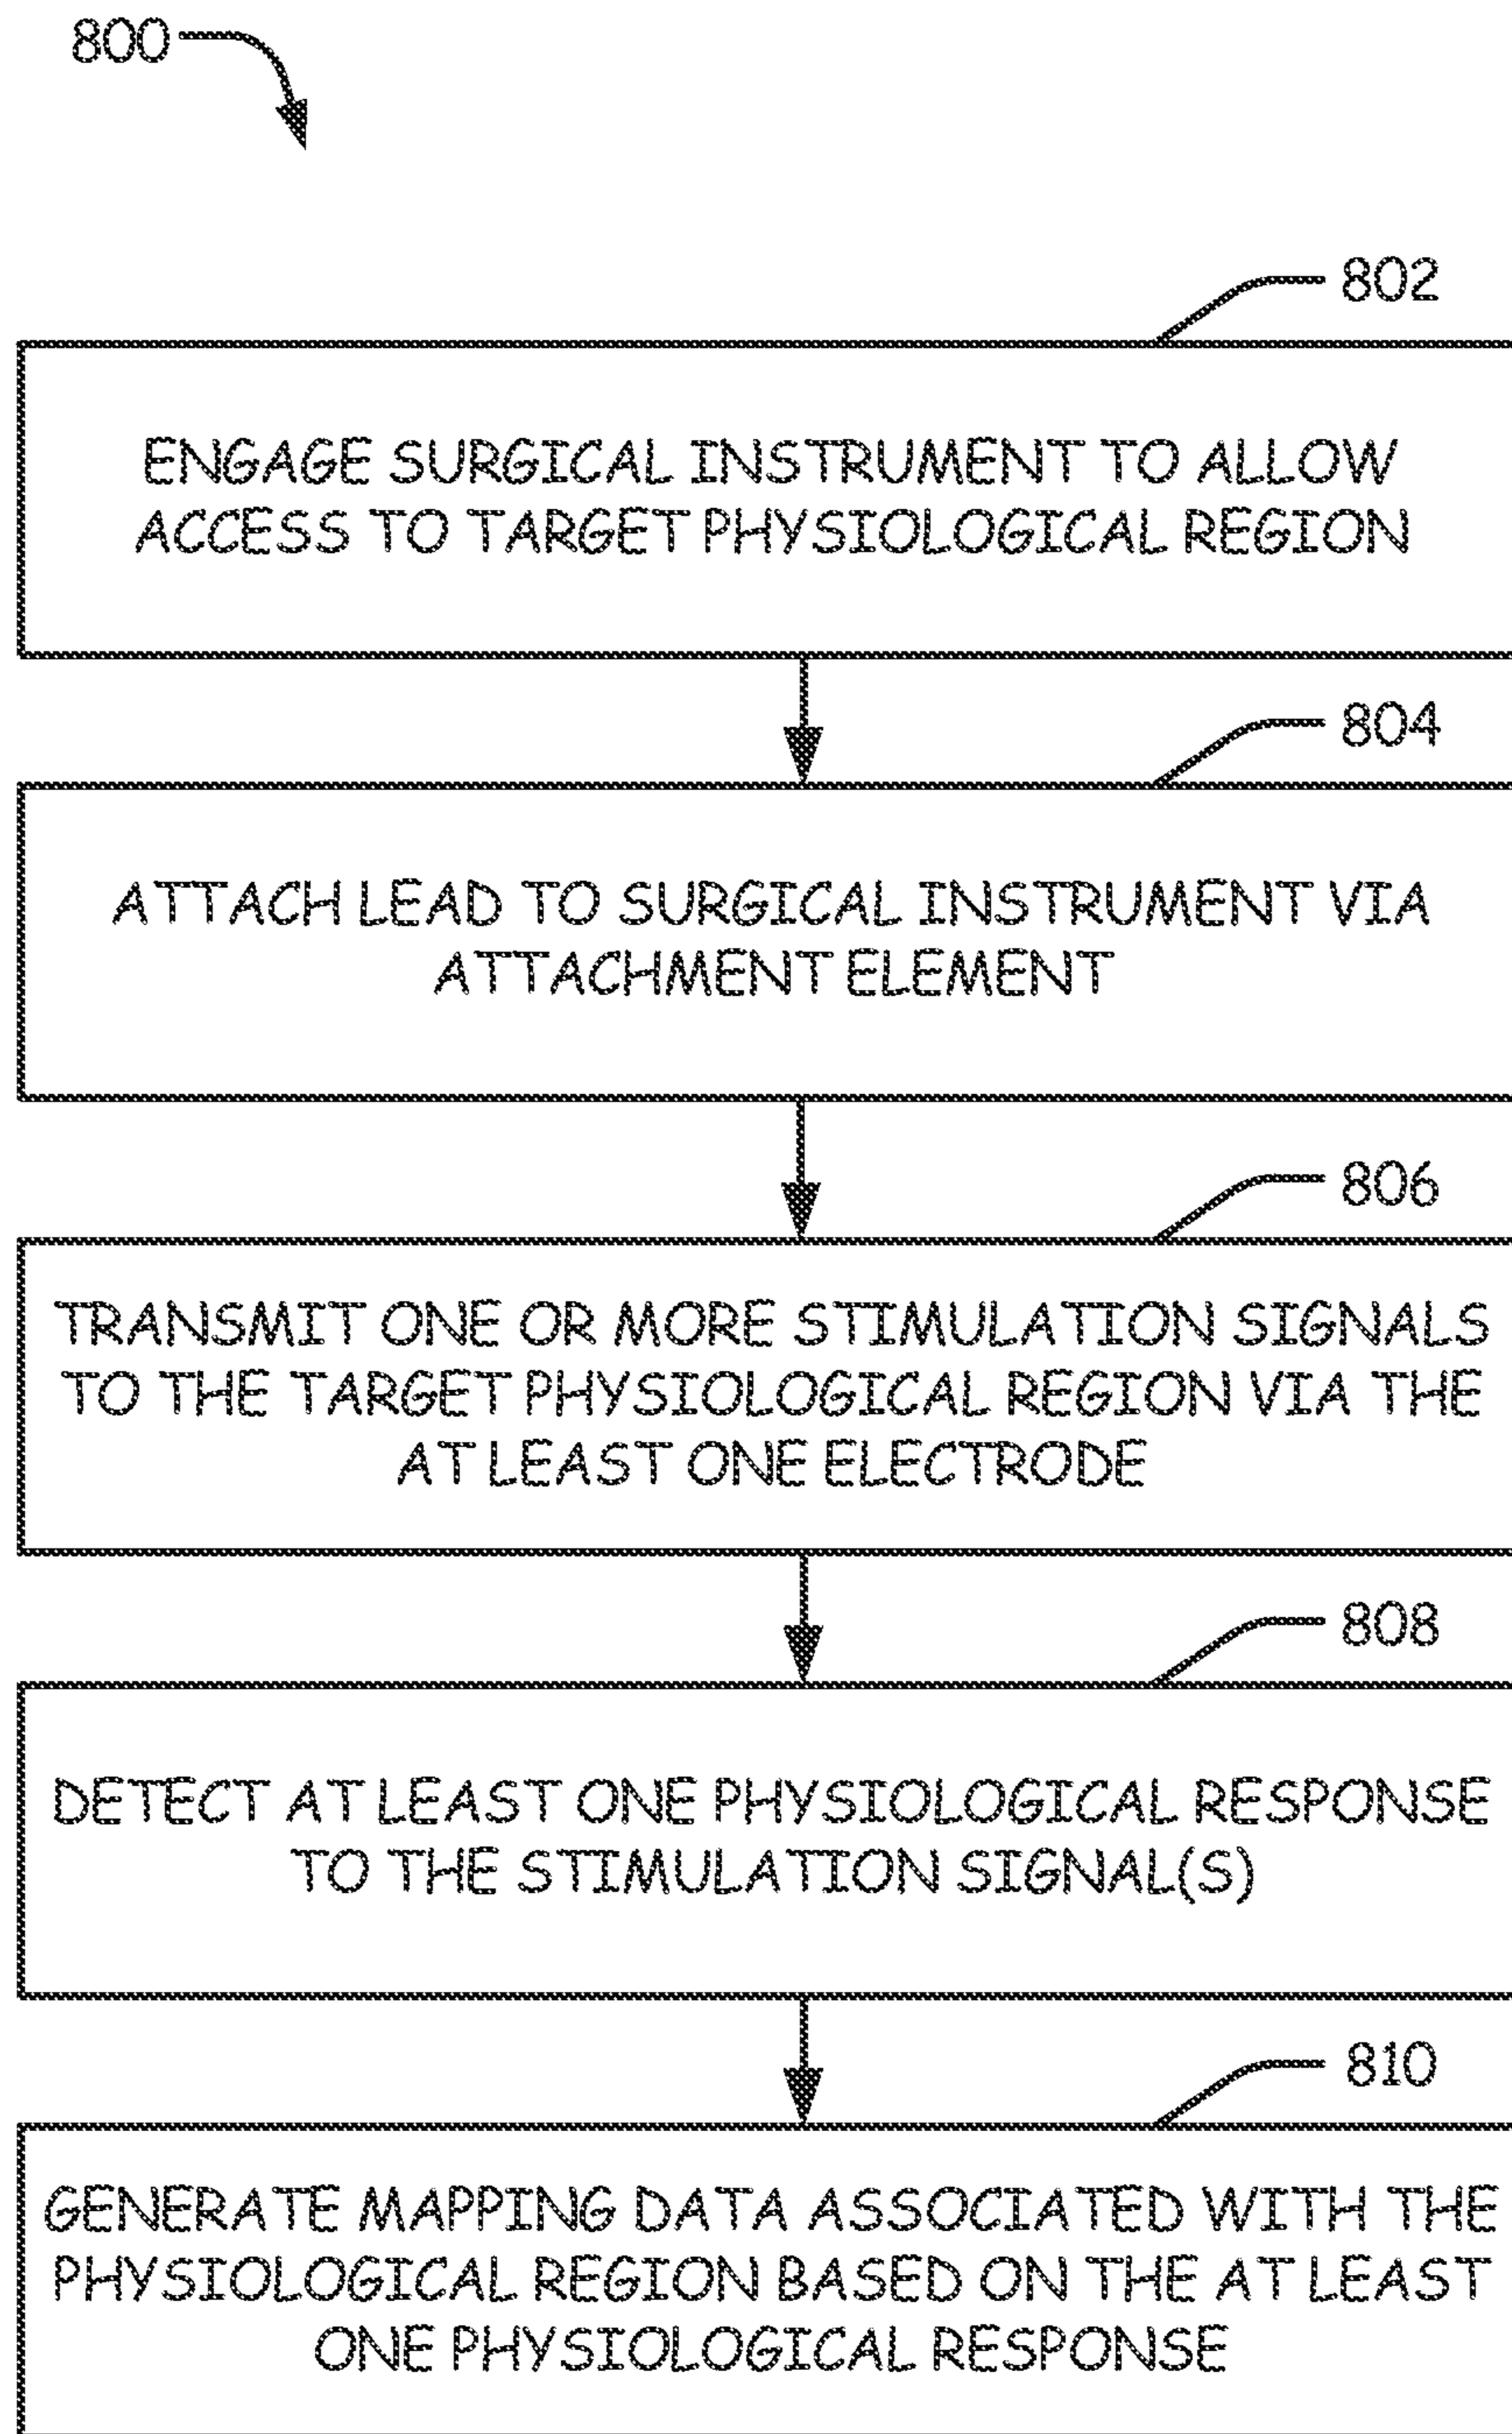 800
802
ENGAGE SURGICAL INSTRUMENT TO ALLOW
ACCESS TO TARGET PHYSIOLOGICAL REGION
804
ATTACH LEAD TO SURGICAL INSTRUMENT VIA
ATTACHMENT ELEMENT
806
TRANSMIT ONE OR MORE STIMULATION SIGNALS
TO THE TARGET PHYSIOLOGICAL REGION VIA THE
AT LEAST ONE ELECTRODE
808
DETECT AT LEAST ONE PHYSIOLOGICAL RESPONSE
TO THE STIMULATION SIGNAL(S)
810
GENERATE MAPPING DATA ASSOCIATED WITH THE
PHYSIOLOGICAL REGION BASED ON THE AT LEAST
ONE PHYSIOLOGICAL RESPONSE